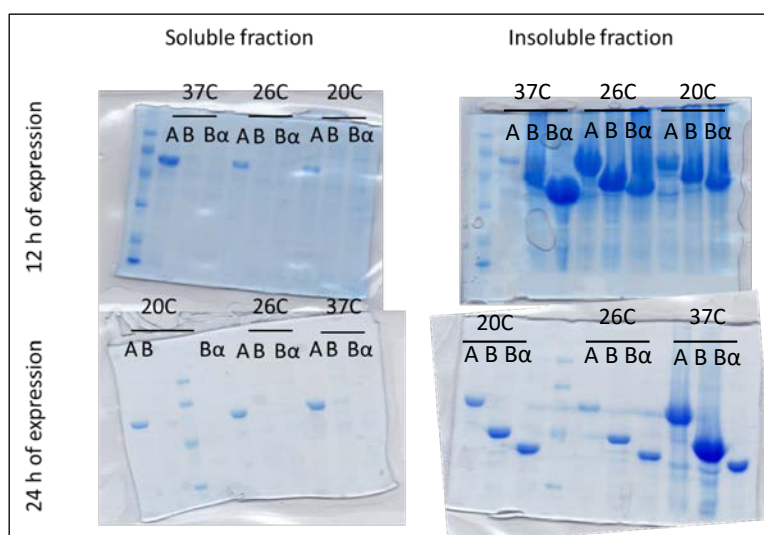 Soluble fraction
Insoluble fraction
12 h of expression
37C 26C 20C
A B Bα A B Bα A B Bα
37C 26C 20C
A B Bα A B Bα A B Bα
24 h of expression
20C 26C 37C
A B Bα A B Bα A B Bα
20C 26C 37C
A B Bα A B Bα A B Bα